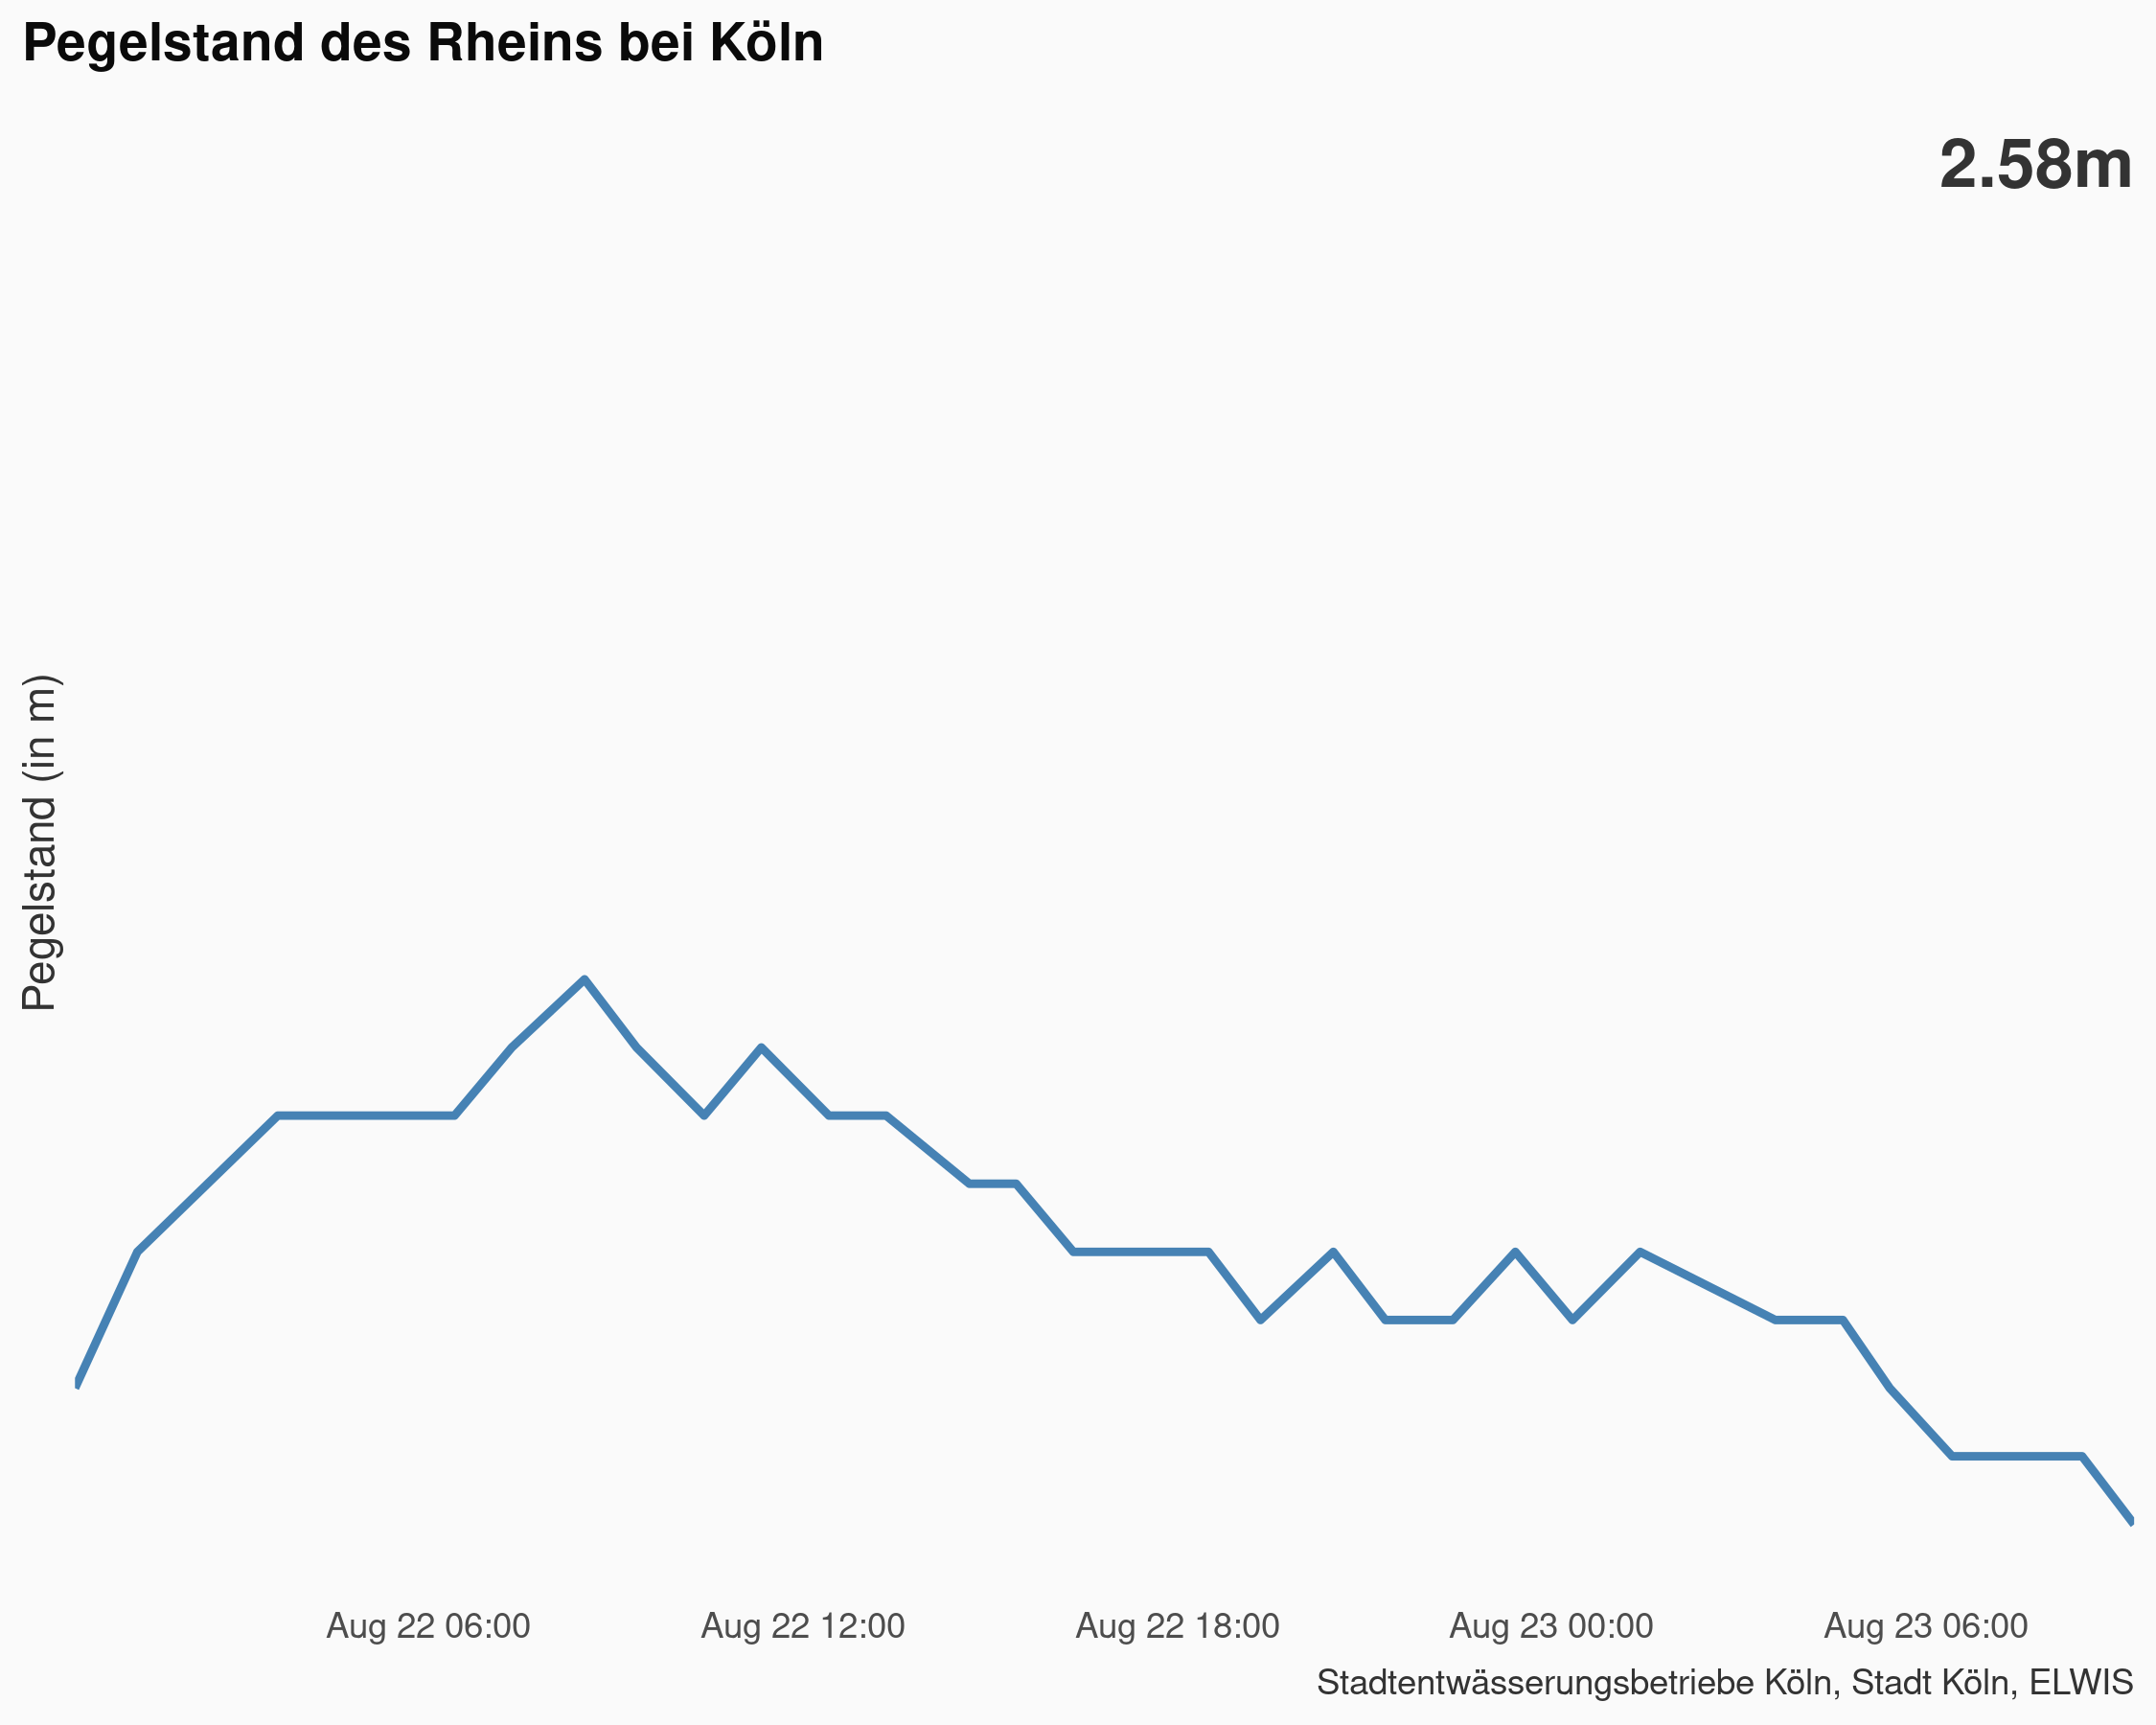 Pegelstand des Rheins bei Köln
2.58m
Pegelstand (in m)
Aug 22 06:00 Aug 22 12:00 Aug 22 18:00 Aug 23 00:00 Aug 23 06:00
Stadtentwässerungsbetriebe Köln, Stadt Köln, ELWIS